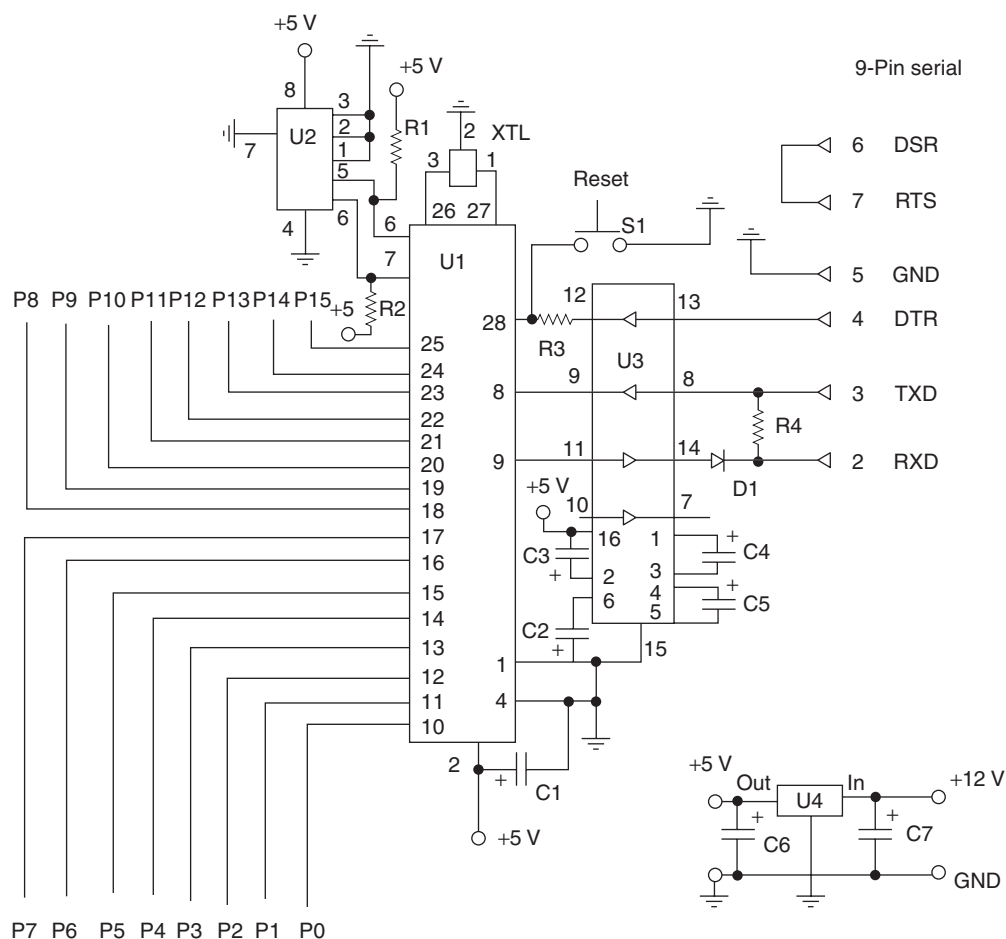 +5 V
+5 V
9-Pin serial
8
3
U2
2
R1
2
XTL
7
1
3
1
6 DSR
5
Reset
7 RTS
4
6
6
26
27
S1
7
U1
5 GND
P8 P9 P10 P11 P12 P13 P14 P15
+5
R2
12
13
28
4 DTR
25
R3
U3
24
23
8
9
8
3 TXD
22
R4
21
9
11
14
2 RXD
20
19
+5 V
D1
18
10
7
17
16
1
+
C4
16
C3
+
2
3
4
15
6
+
C5
14
C2
5
13
+
15
12
1
11
4
10
2
+
C1
+5 V
Out
In
+12 V
U4
+5 V
+
C6
+
C7
GND
P7 P6 P5 P4 P3 P2 P1 P0